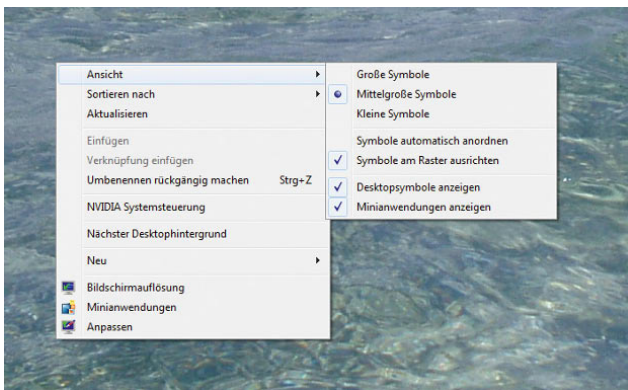 Ansicht
Sortieren nach
Aktualisieren
Einfügen
Verknüpfung einfügen
Umbenennen rückgängig machen Strg+Z
NVIDIA Systemsteuerung
Nächster Desktophintergrund
Neu
Bildschirmauflösung
Minianwendungen
Anpassen
Große Symbole
Mittelgroße Symbole
Kleine Symbole
Symbole automatisch anordnen
Symbole am Raster ausrichten
Desktopsymbole anzeigen
Minianwendungen anzeigen